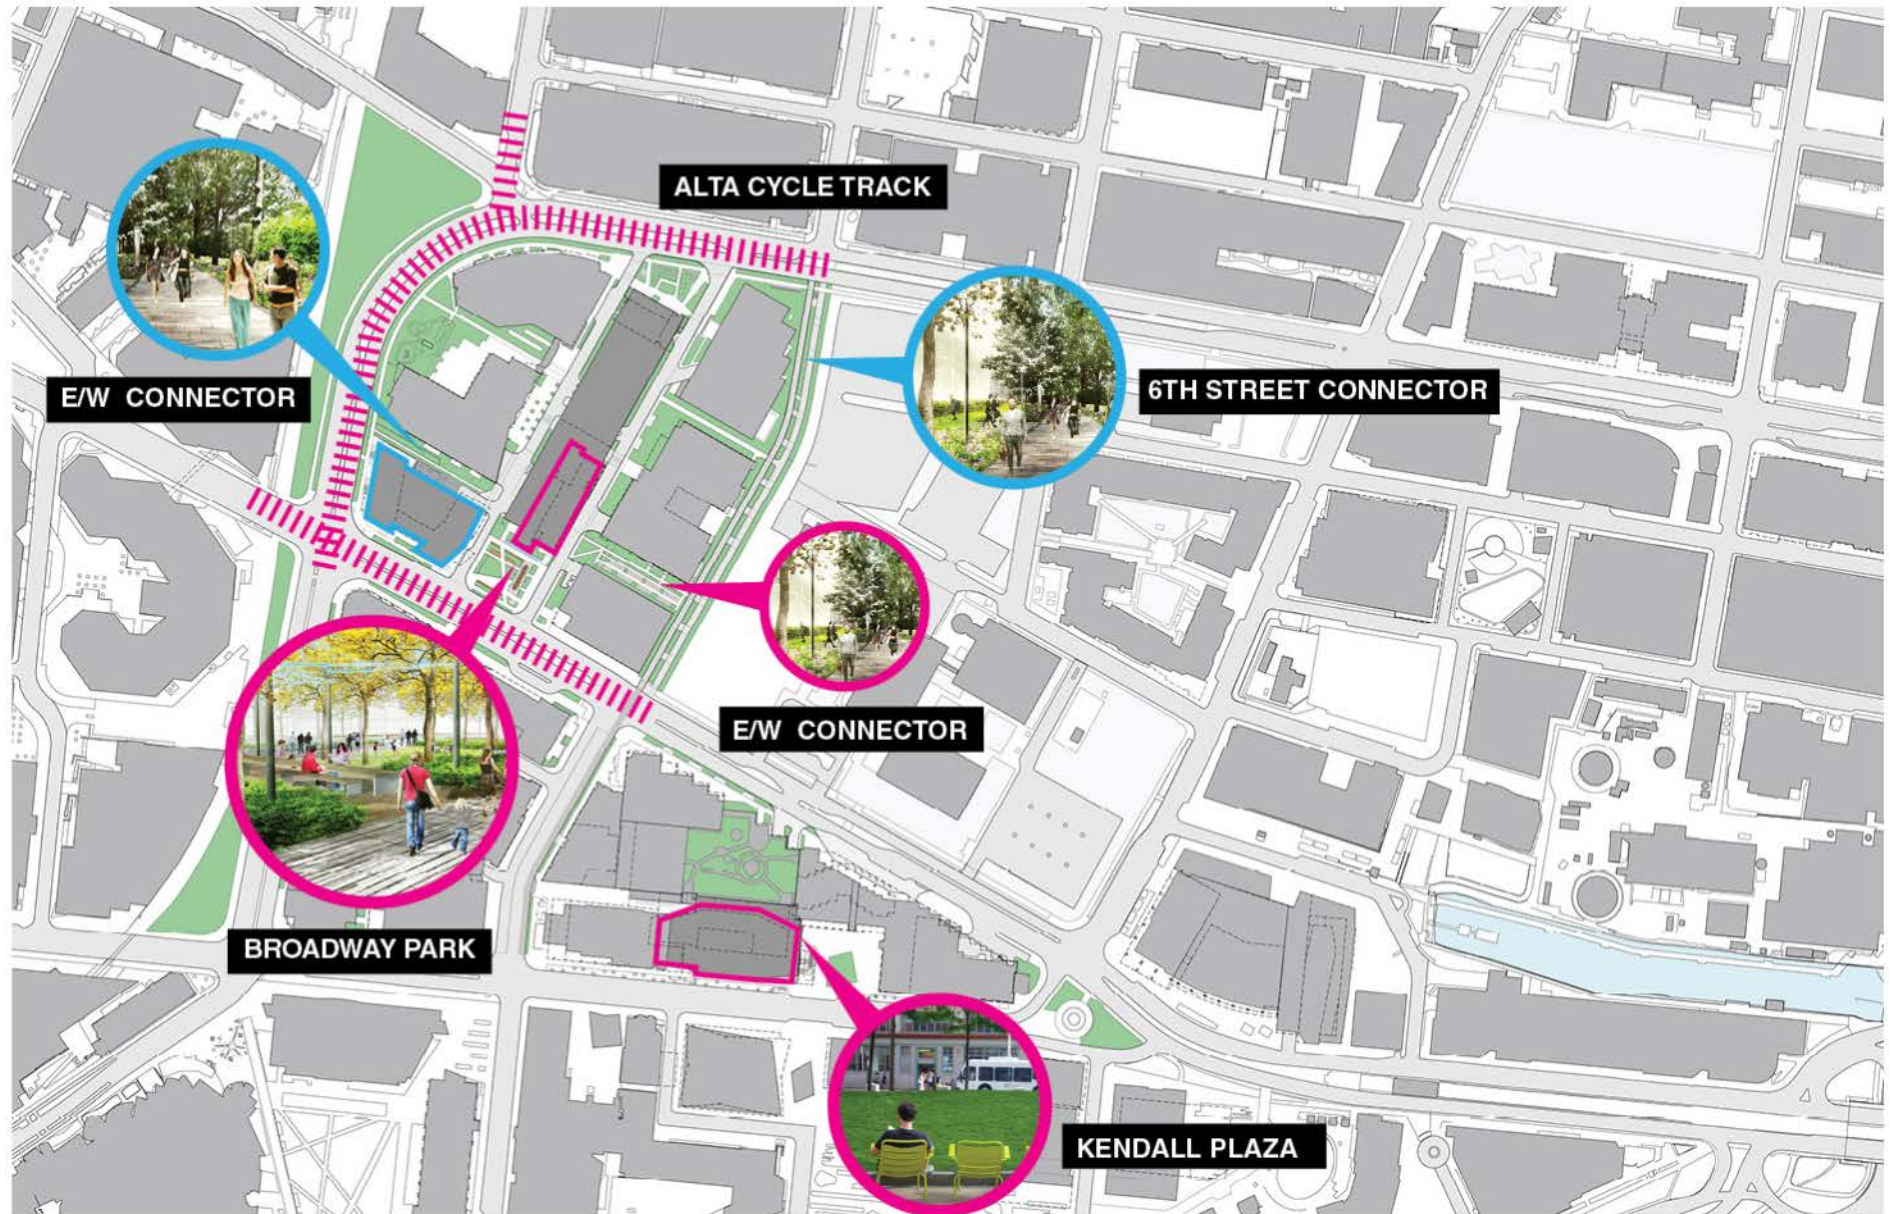 ALTA CYCLE TRACK
E/W CONNECTOR
6TH STREET CONNECTOR
E/W CONNECTOR
BROADWAY PARK
KENDALL PLAZA